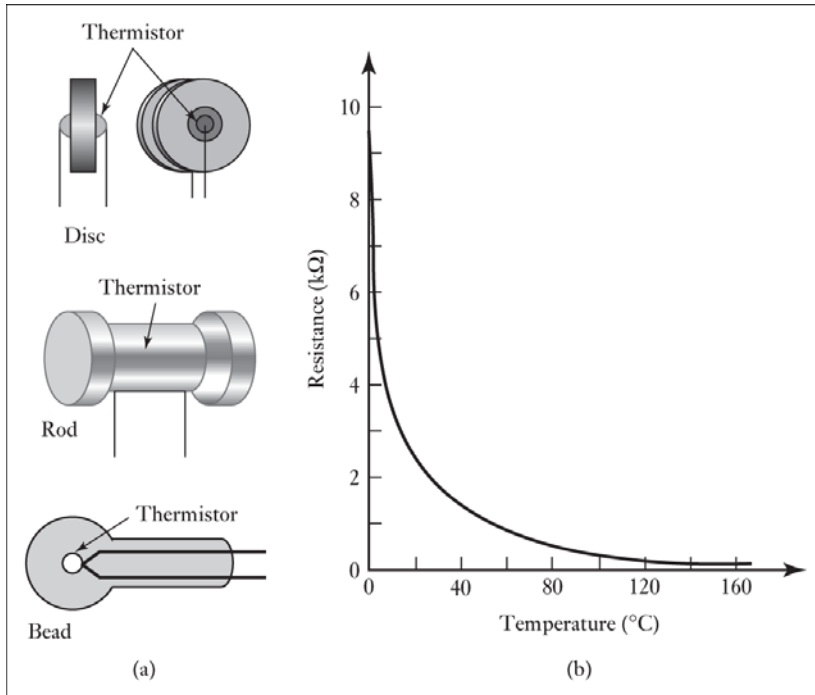 Thermistor
Disc
Thermistor
Rod
Thermistor
Bead
(a)
Resistance (kΩ)
10
8
6
4
2
0
0 40 80 120 160
Temperature (°C)
(b)